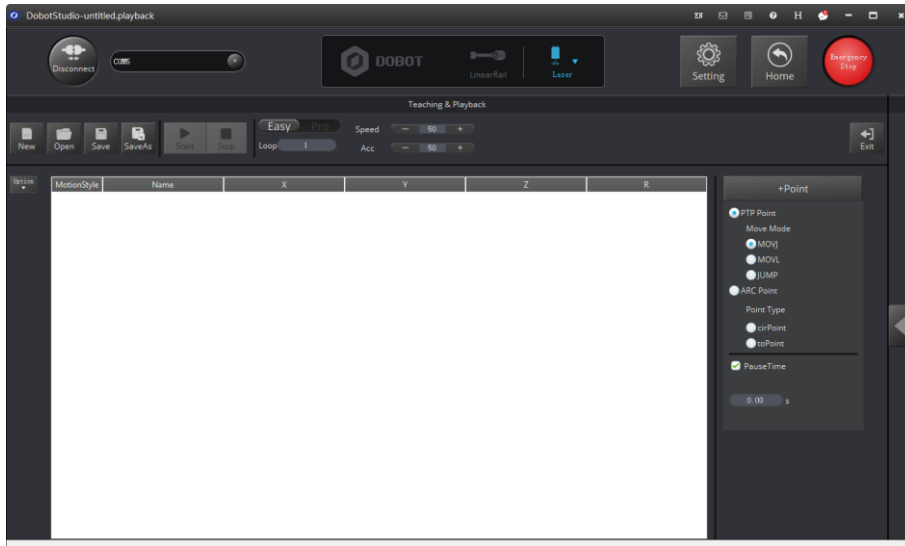 DobotStudio-untitled.playback
H
Disconnect
COM5
DOBOT
LinearRail
Laser
Setting
Home
Emergency
Stop
Teaching & Playback
New
Open
Save
SaveAs
Start
Stop
Easy
Pro
Loop
1
Speed
50
Acc
50
Exit
Option
MotionStyle
Name
X
Y
Z
R
+Point
PTP Point
Move Mode
MOVJ
MOVL
JUMP
ARC Point
Point Type
cirPoint
toPoint
PauseTime
0.00
s